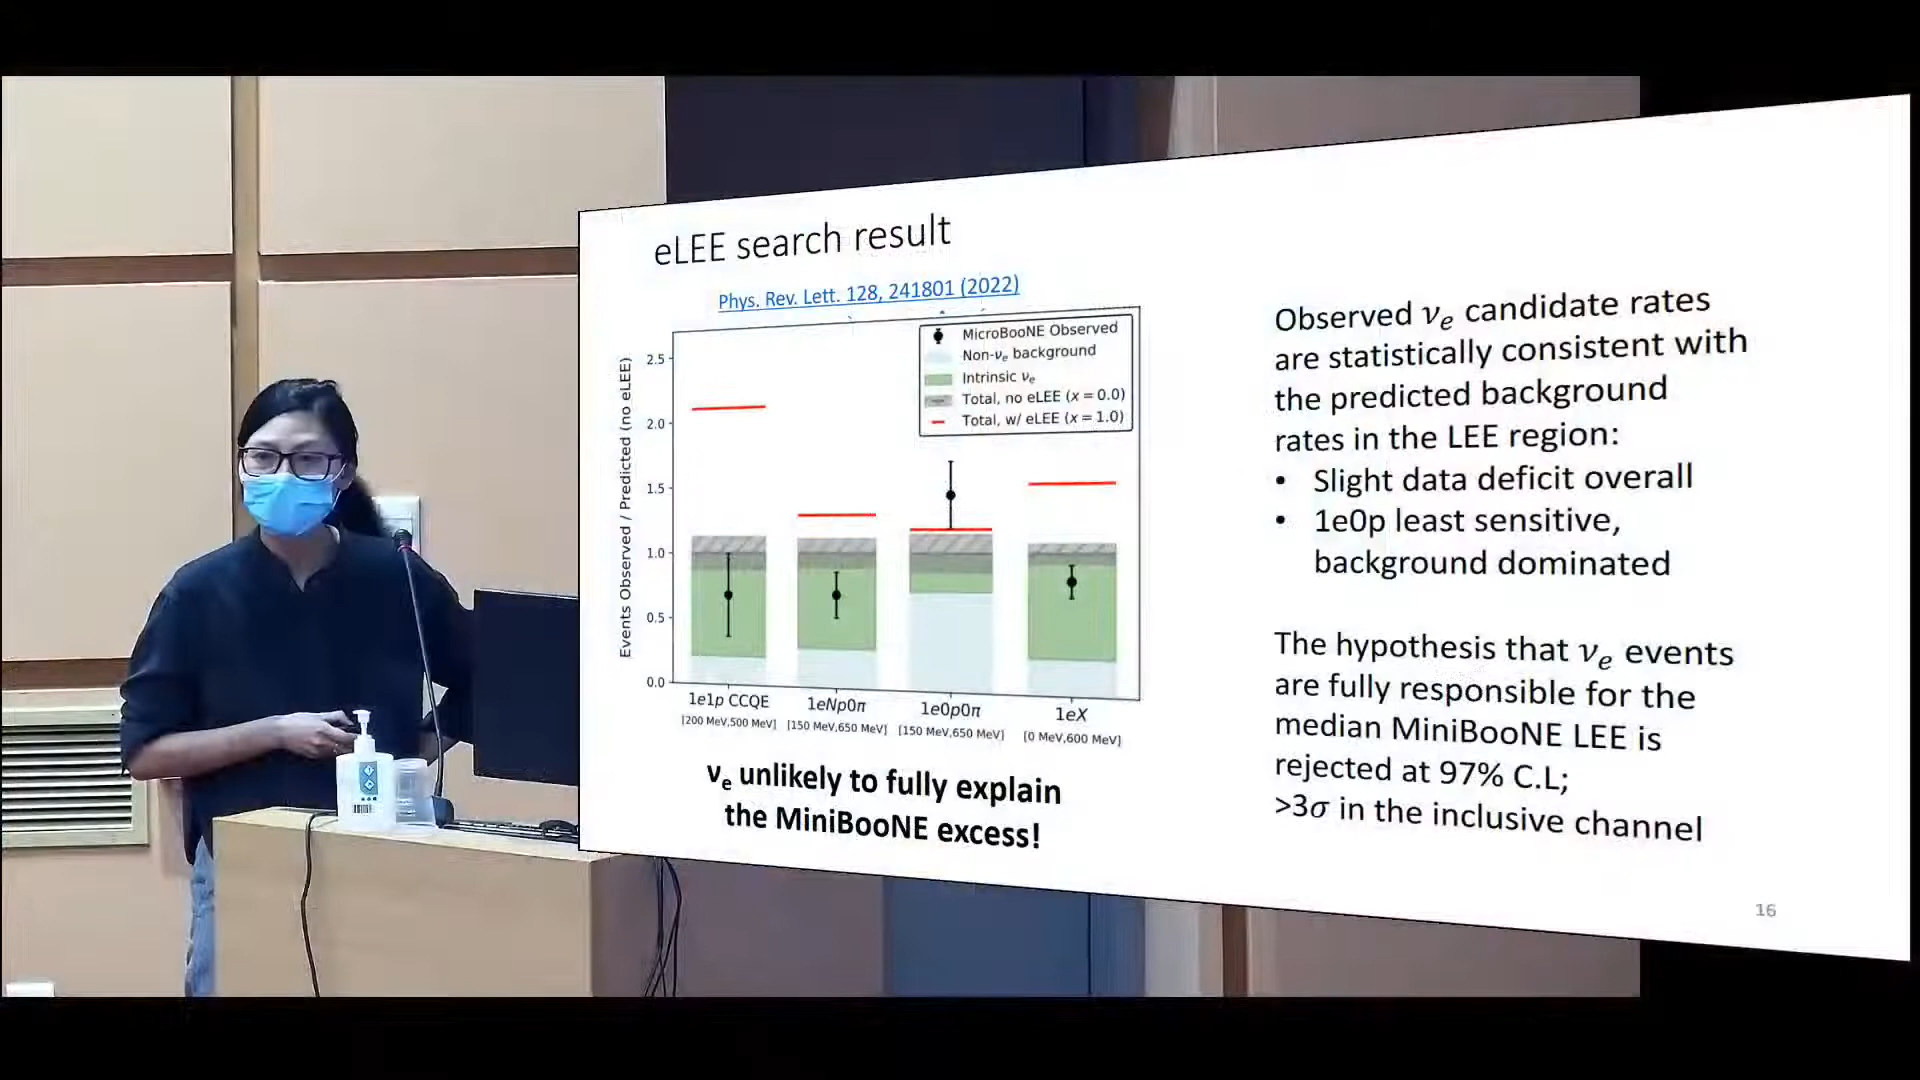 eLEE search result
Phys. Rev. Lett. 128, 241801 (2022)
MicroBooNE Observed
Non-νe background
Intrinsic νe
Total, no eLEE (x = 0.0)
Total, w/ eLEE (x = 1.0)
Events Observed / Predicted (no eLEE)
2.5
2.0
1.5
1.0
0.5
0.0
1e1p CCQE
[200 MeV,500 MeV]
1eNp0π
[150 MeV,650 MeV]
1e0p0π
[150 MeV,650 MeV]
1eX
[0 MeV,600 MeV]
νe unlikely to fully explain
the MiniBooNE excess!
Observed νe candidate rates
are statistically consistent with
the predicted background
rates in the LEE region:
• Slight data deficit overall
• 1e0p least sensitive,
background dominated
The hypothesis that νe events
are fully responsible for the
median MiniBooNE LEE is
rejected at 97% C.L;
>3σ in the inclusive channel
16